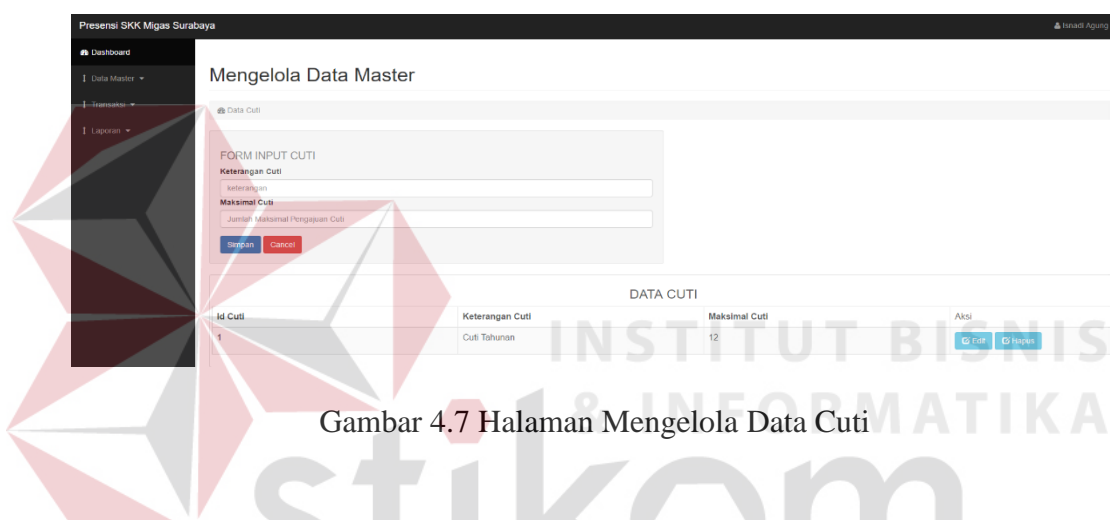 Presensi SKK Migas Surabaya
Isnadi Agung
Dashboard
Data Master
Transaksi
Laporan
Mengelola Data Master
Data Cuti
FORM INPUT CUTI
Keterangan Cuti
keterangan
Maksimal Cuti
Jumlah Maksimal Pengajuan Cuti
Simpan Cancel
DATA CUTI
Id Cuti Keterangan Cuti Maksimal Cuti Aksi
1 Cuti Tahunan 12 Edit Hapus
INSTITUT BISNIS
& INFORMATIKA
Gambar 4.7 Halaman Mengelola Data Cuti
stikom